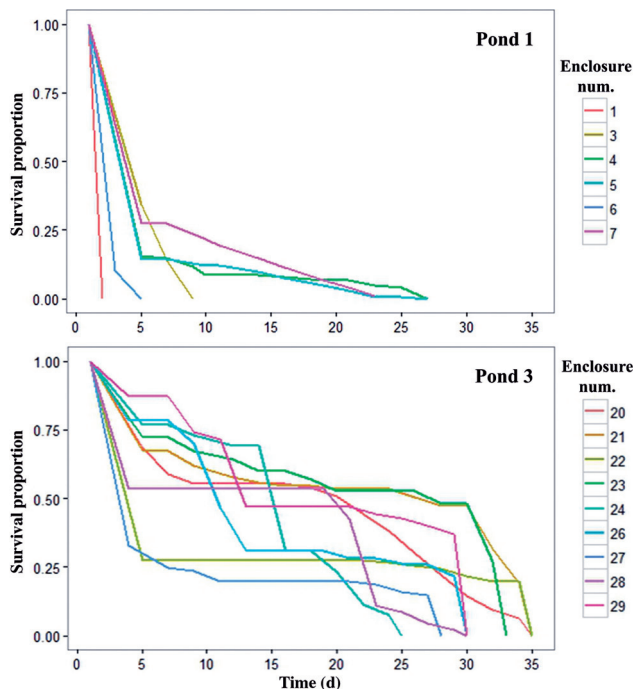 Pond 1
Enclosure
num.
1
3
4
5
6
7
Survival proportion
1.00
0.75
0.50
0.25
0.00
0 5 10 15 20 25 30 35
Pond 3
Enclosure
num.
20
21
22
23
24
26
27
28
29
Survival proportion
1.00
0.75
0.50
0.25
0.00
0 5 10 15 20 25 30 35
Time (d)